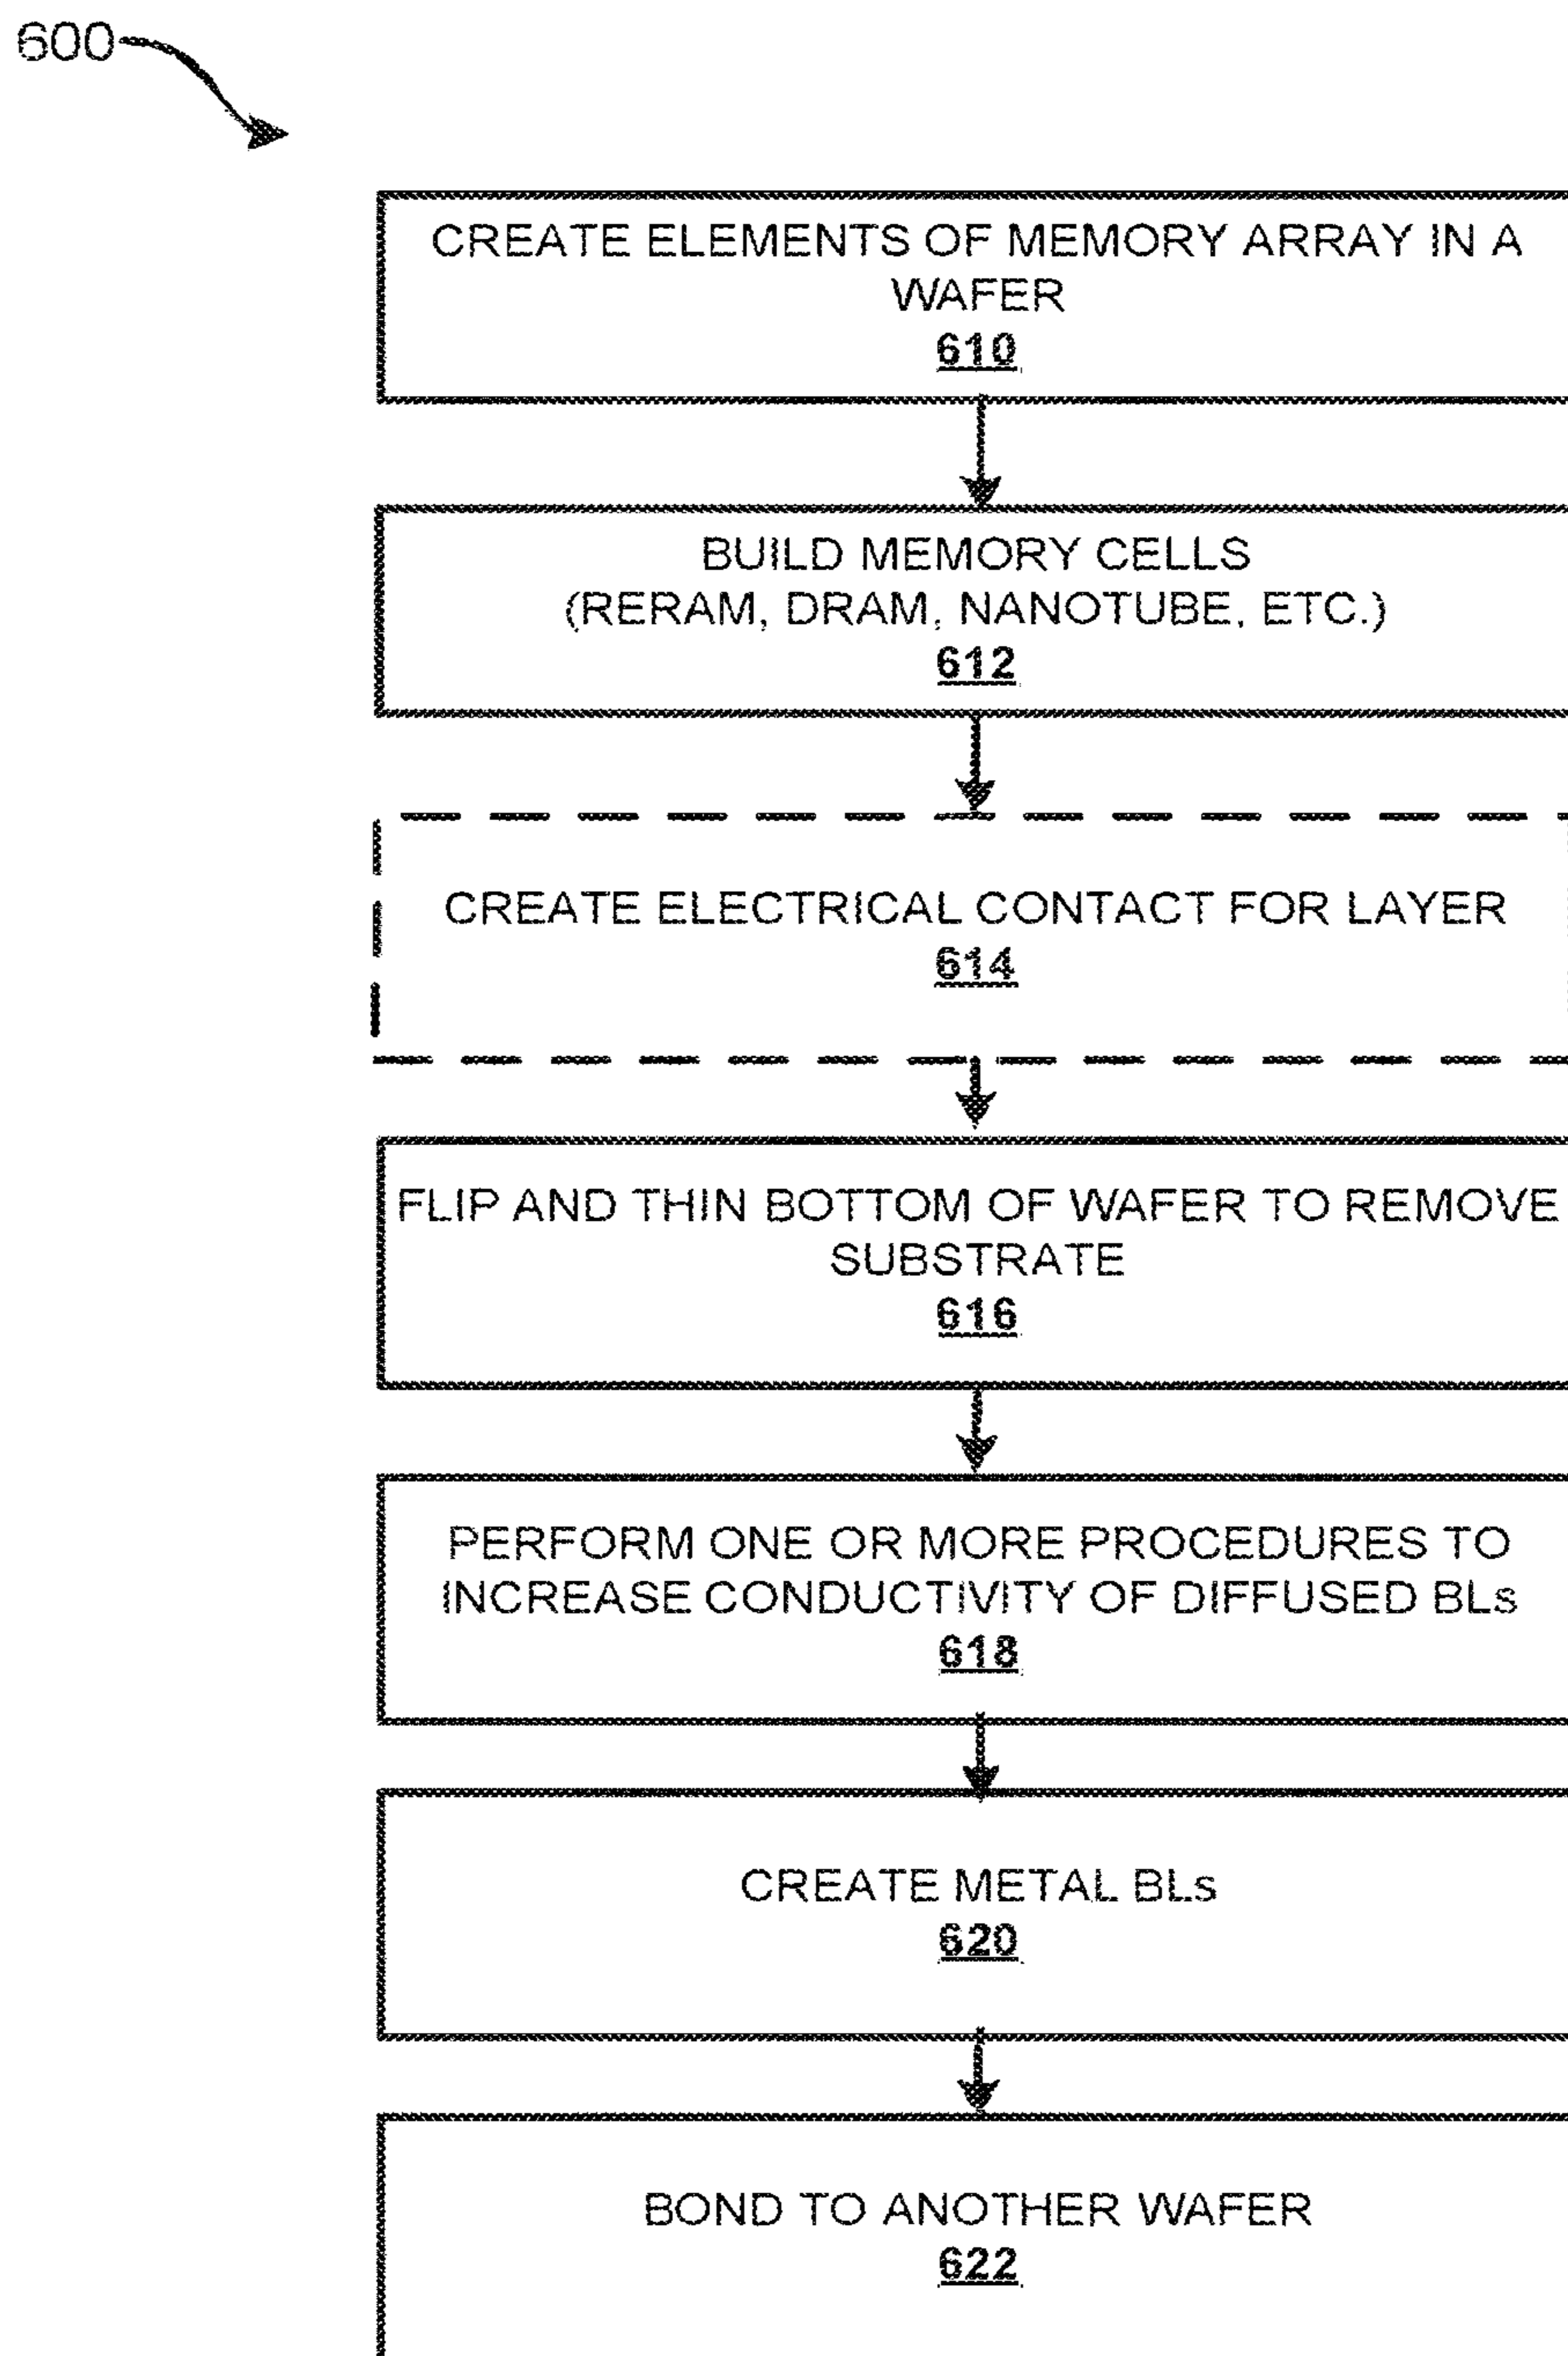 600
CREATE ELEMENTS OF MEMORY ARRAY IN A
WAFER
610
BUILD MEMORY CELLS
(RERAM, DRAM, NANOTUBE, ETC.)
612
CREATE ELECTRICAL CONTACT FOR LAYER
614
FLIP AND THIN BOTTOM OF WAFER TO REMOVE
SUBSTRATE
616
PERFORM ONE OR MORE PROCEDURES TO
INCREASE CONDUCTIVITY OF DIFFUSED BLs
618
CREATE METAL BLs
620
BOND TO ANOTHER WAFER
622